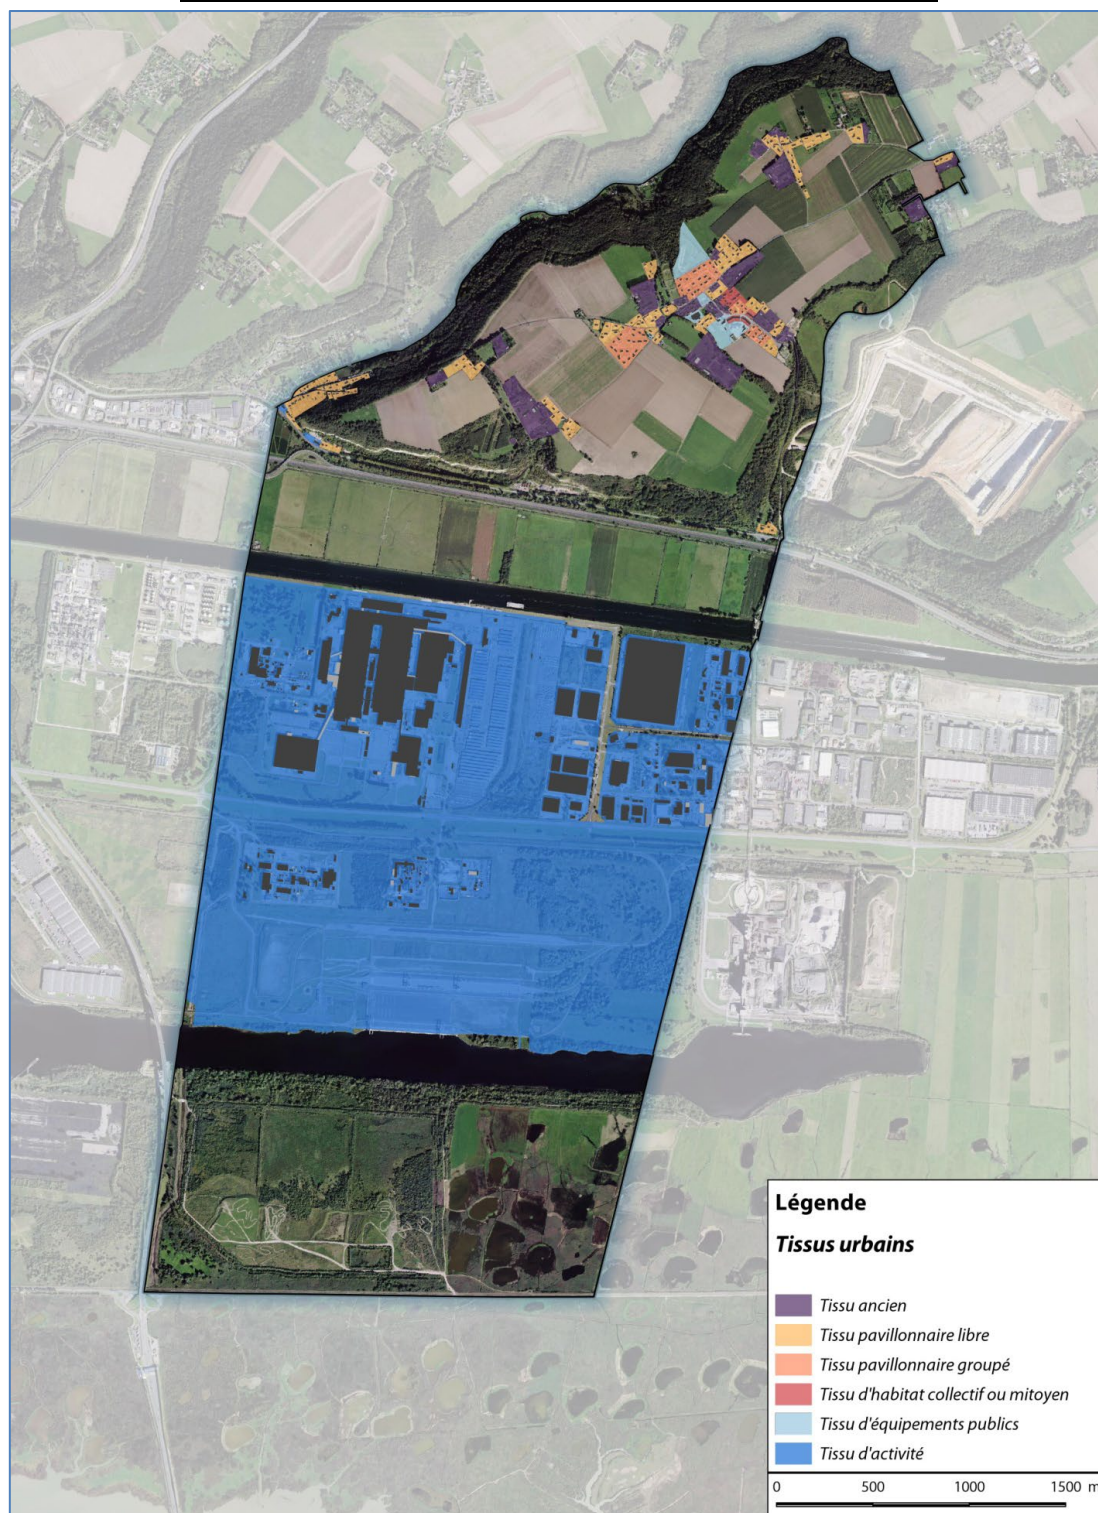 Légende
Tissus urbains
Tissu ancien
Tissu pavillonnaire libre
Tissu pavillonnaire groupé
Tissu d'habitat collectif ou mitoyen
Tissu d'équipements publics
Tissu d'activité
0 500 1000 1500 m